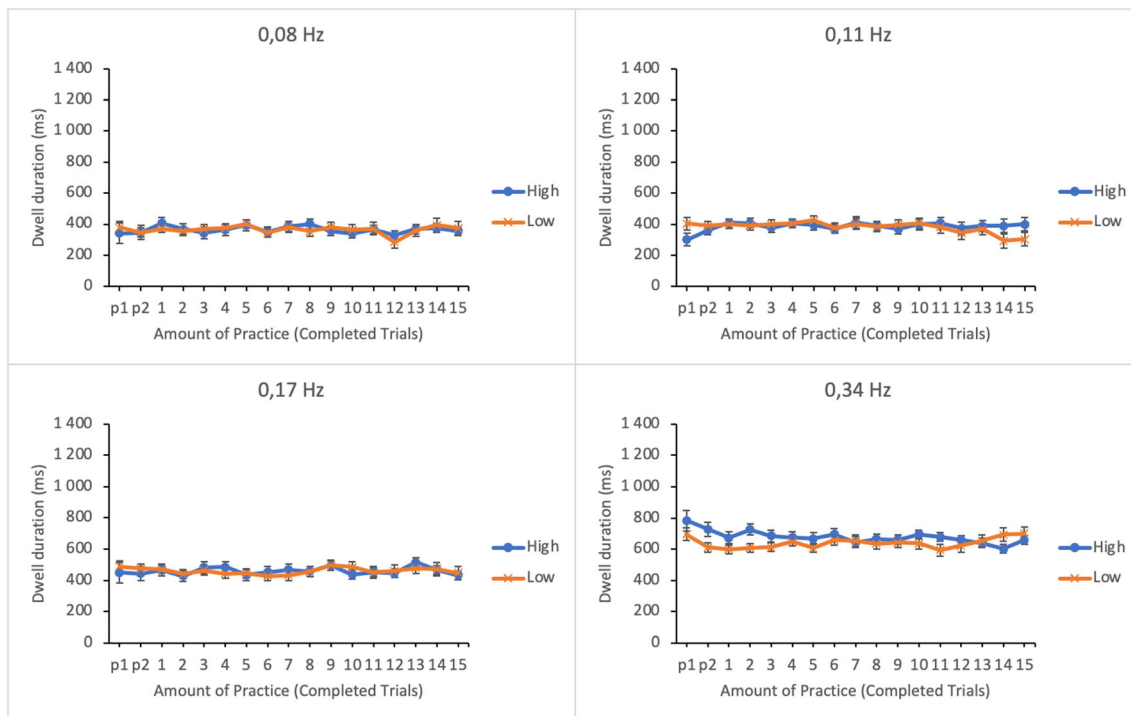 0,08 Hz
1 400
1 200
1 000
800
600
400
200
0
Dwell duration (ms)
p1 p2 1 2 3 4 5 6 7 8 9 10 11 12 13 14 15
Amount of Practice (Completed Trials)
High
Low
0,11 Hz
1 400
1 200
1 000
800
600
400
200
0
Dwell duration (ms)
p1 p2 1 2 3 4 5 6 7 8 9 10 11 12 13 14 15
Amount of Practice (Completed Trials)
High
Low
0,17 Hz
1 400
1 200
1 000
800
600
400
200
0
Dwell duration (ms)
p1 p2 1 2 3 4 5 6 7 8 9 10 11 12 13 14 15
Amount of Practice (Completed Trials)
High
Low
0,34 Hz
1 400
1 200
1 000
800
600
400
200
0
Dwell duration (ms)
p1 p2 1 2 3 4 5 6 7 8 9 10 11 12 13 14 15
Amount of Practice (Completed Trials)
High
Low